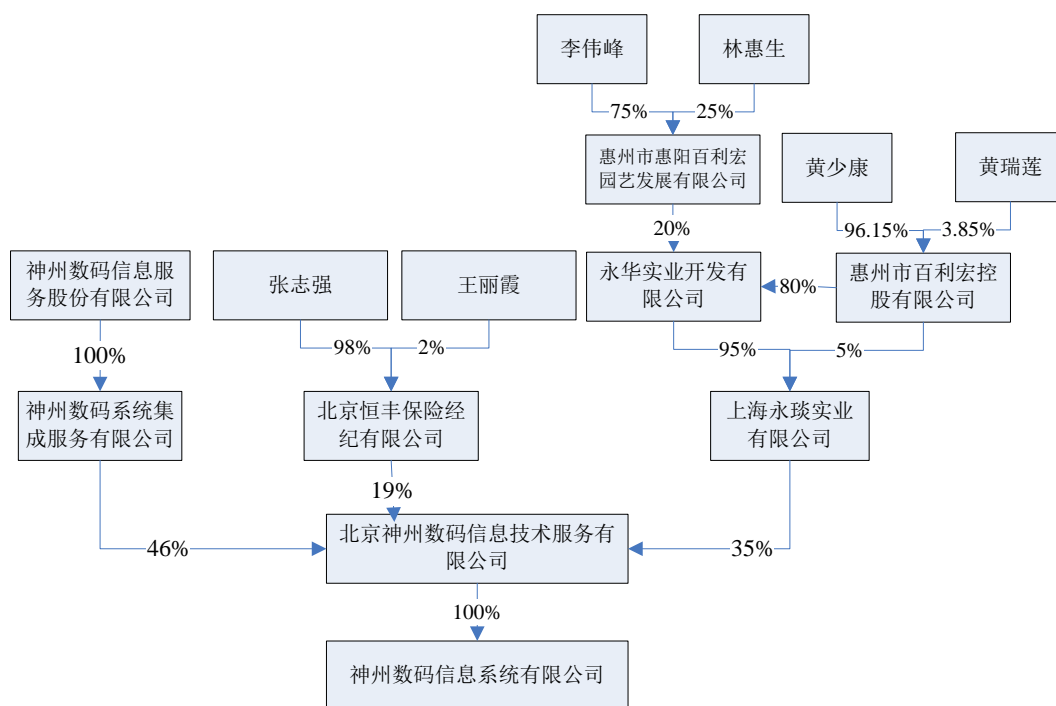 李伟峰
林惠生
75%
25%
惠州市惠阳百利宏
园艺发展有限公司
黄少康
黄瑞莲
20%
96.15%
3.85%
神州数码信息服
务股份有限公司
张志强
王丽霞
永华实业开发有
限公司
80%
惠州市百利宏控
股有限公司
100%
98%
2%
95%
5%
神州数码系统集
成服务有限公司
北京恒丰保险经
纪有限公司
上海永琰实业
有限公司
19%
46%
北京神州数码信息技术服务有
限公司
35%
100%
神州数码信息系统有限公司